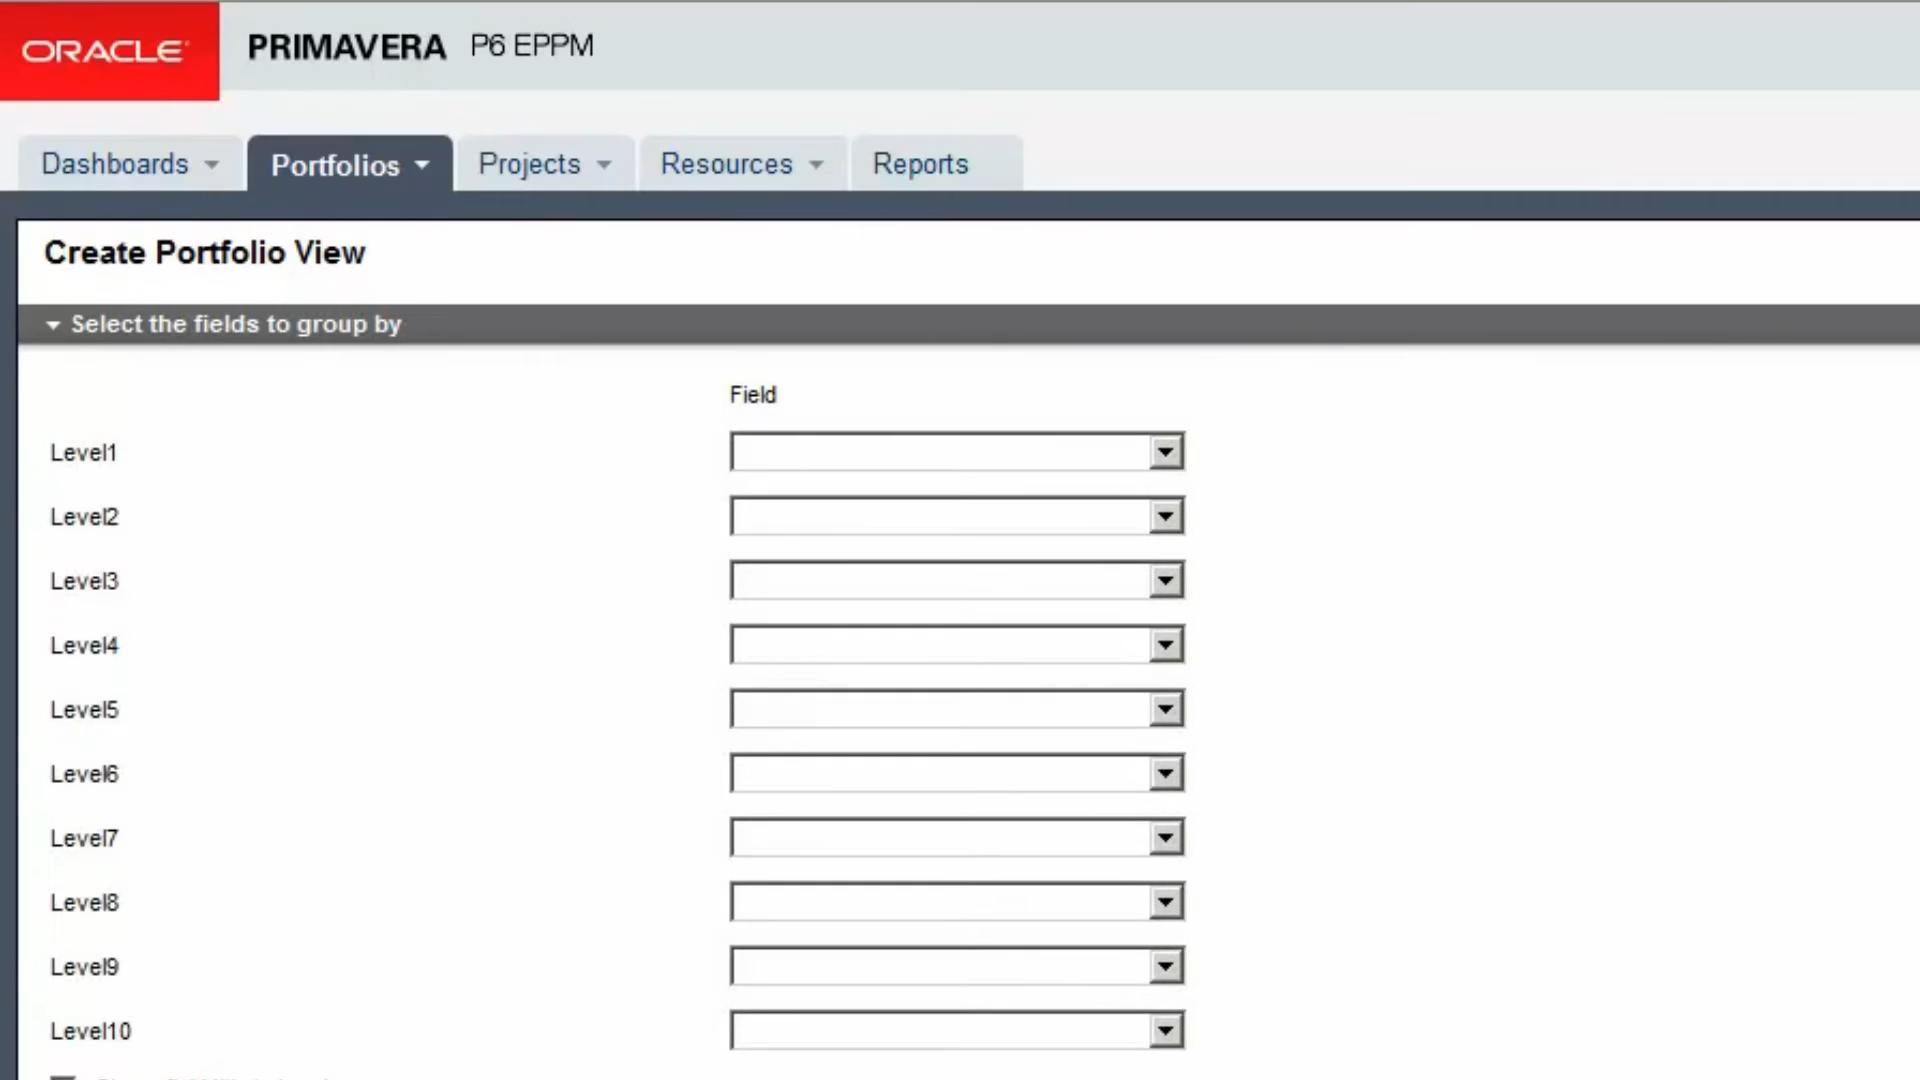 ORACLE PRIMAVERA P6 EPPM
Dashboards Portfolios Projects Resources Reports
Create Portfolio View
Select the fields to group by
Field
Level1
Level2
Level3
Level4
Level5
Level6
Level7
Level8
Level9
Level10